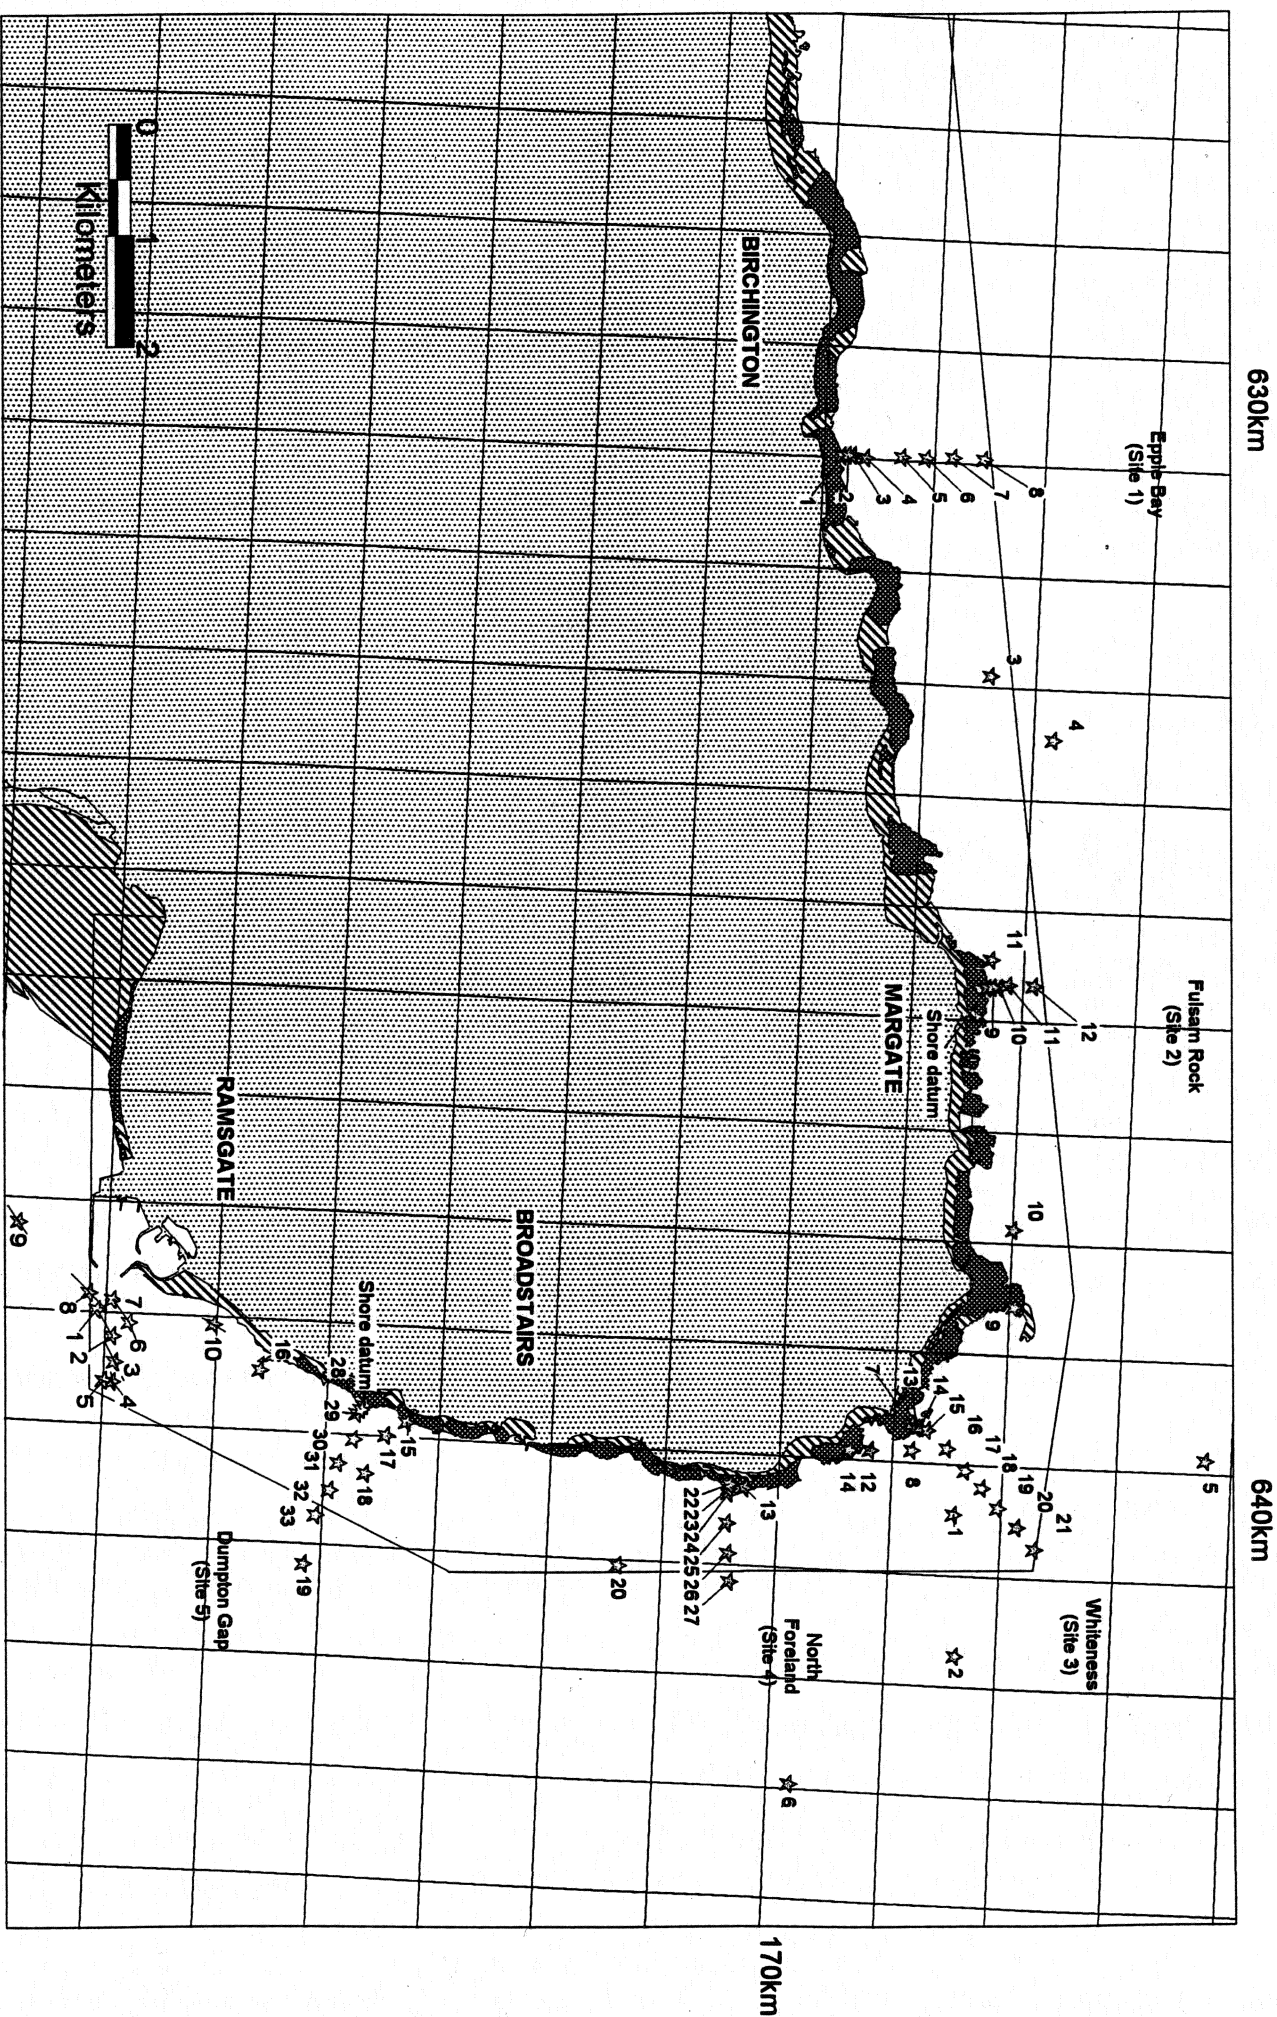 630km
640km
Epple Bay
(Site 1)
Fulsam Rock
(Site 2)
Whiteness
(Site 3)
5
4
3
8
7
6
5
4
3
2
1
12
11
10
9
11
10
9
21
20
19
18
17
16
15
14
13
7
1
2
8
12
14
Shore datum
MARGATE
BIRCHINGTON
North
Foreland
(Site 4)
6
170km
13
22 23 24 25 26 27
20
BROADSTAIRS
15
17
18
Shore datum
28
29
30
31
32
33
19
16
Dumpton Gap
(Site 5)
RAMSGATE
10
7
6
3
4
8
1
2
5
9
0
1
2
Kilometers